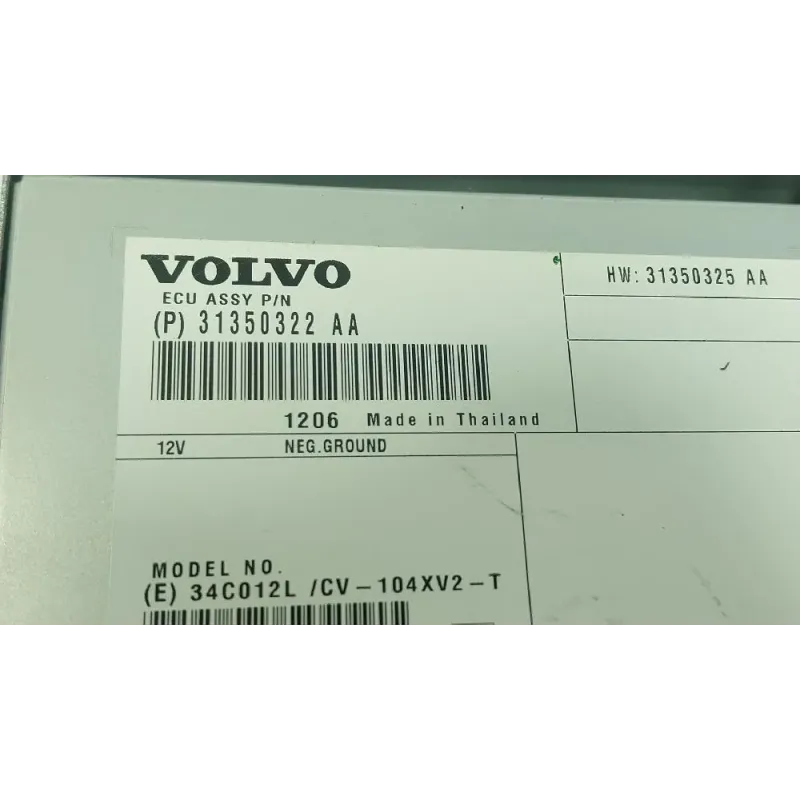 VOLVO
ECU ASSY P/N
(P) 31350322 AA
1206 Made in Thailand
HW: 31350325 AA
12V NEG.GROUND
MODEL NO.
(E) 34C012L /CV-104XV2-T